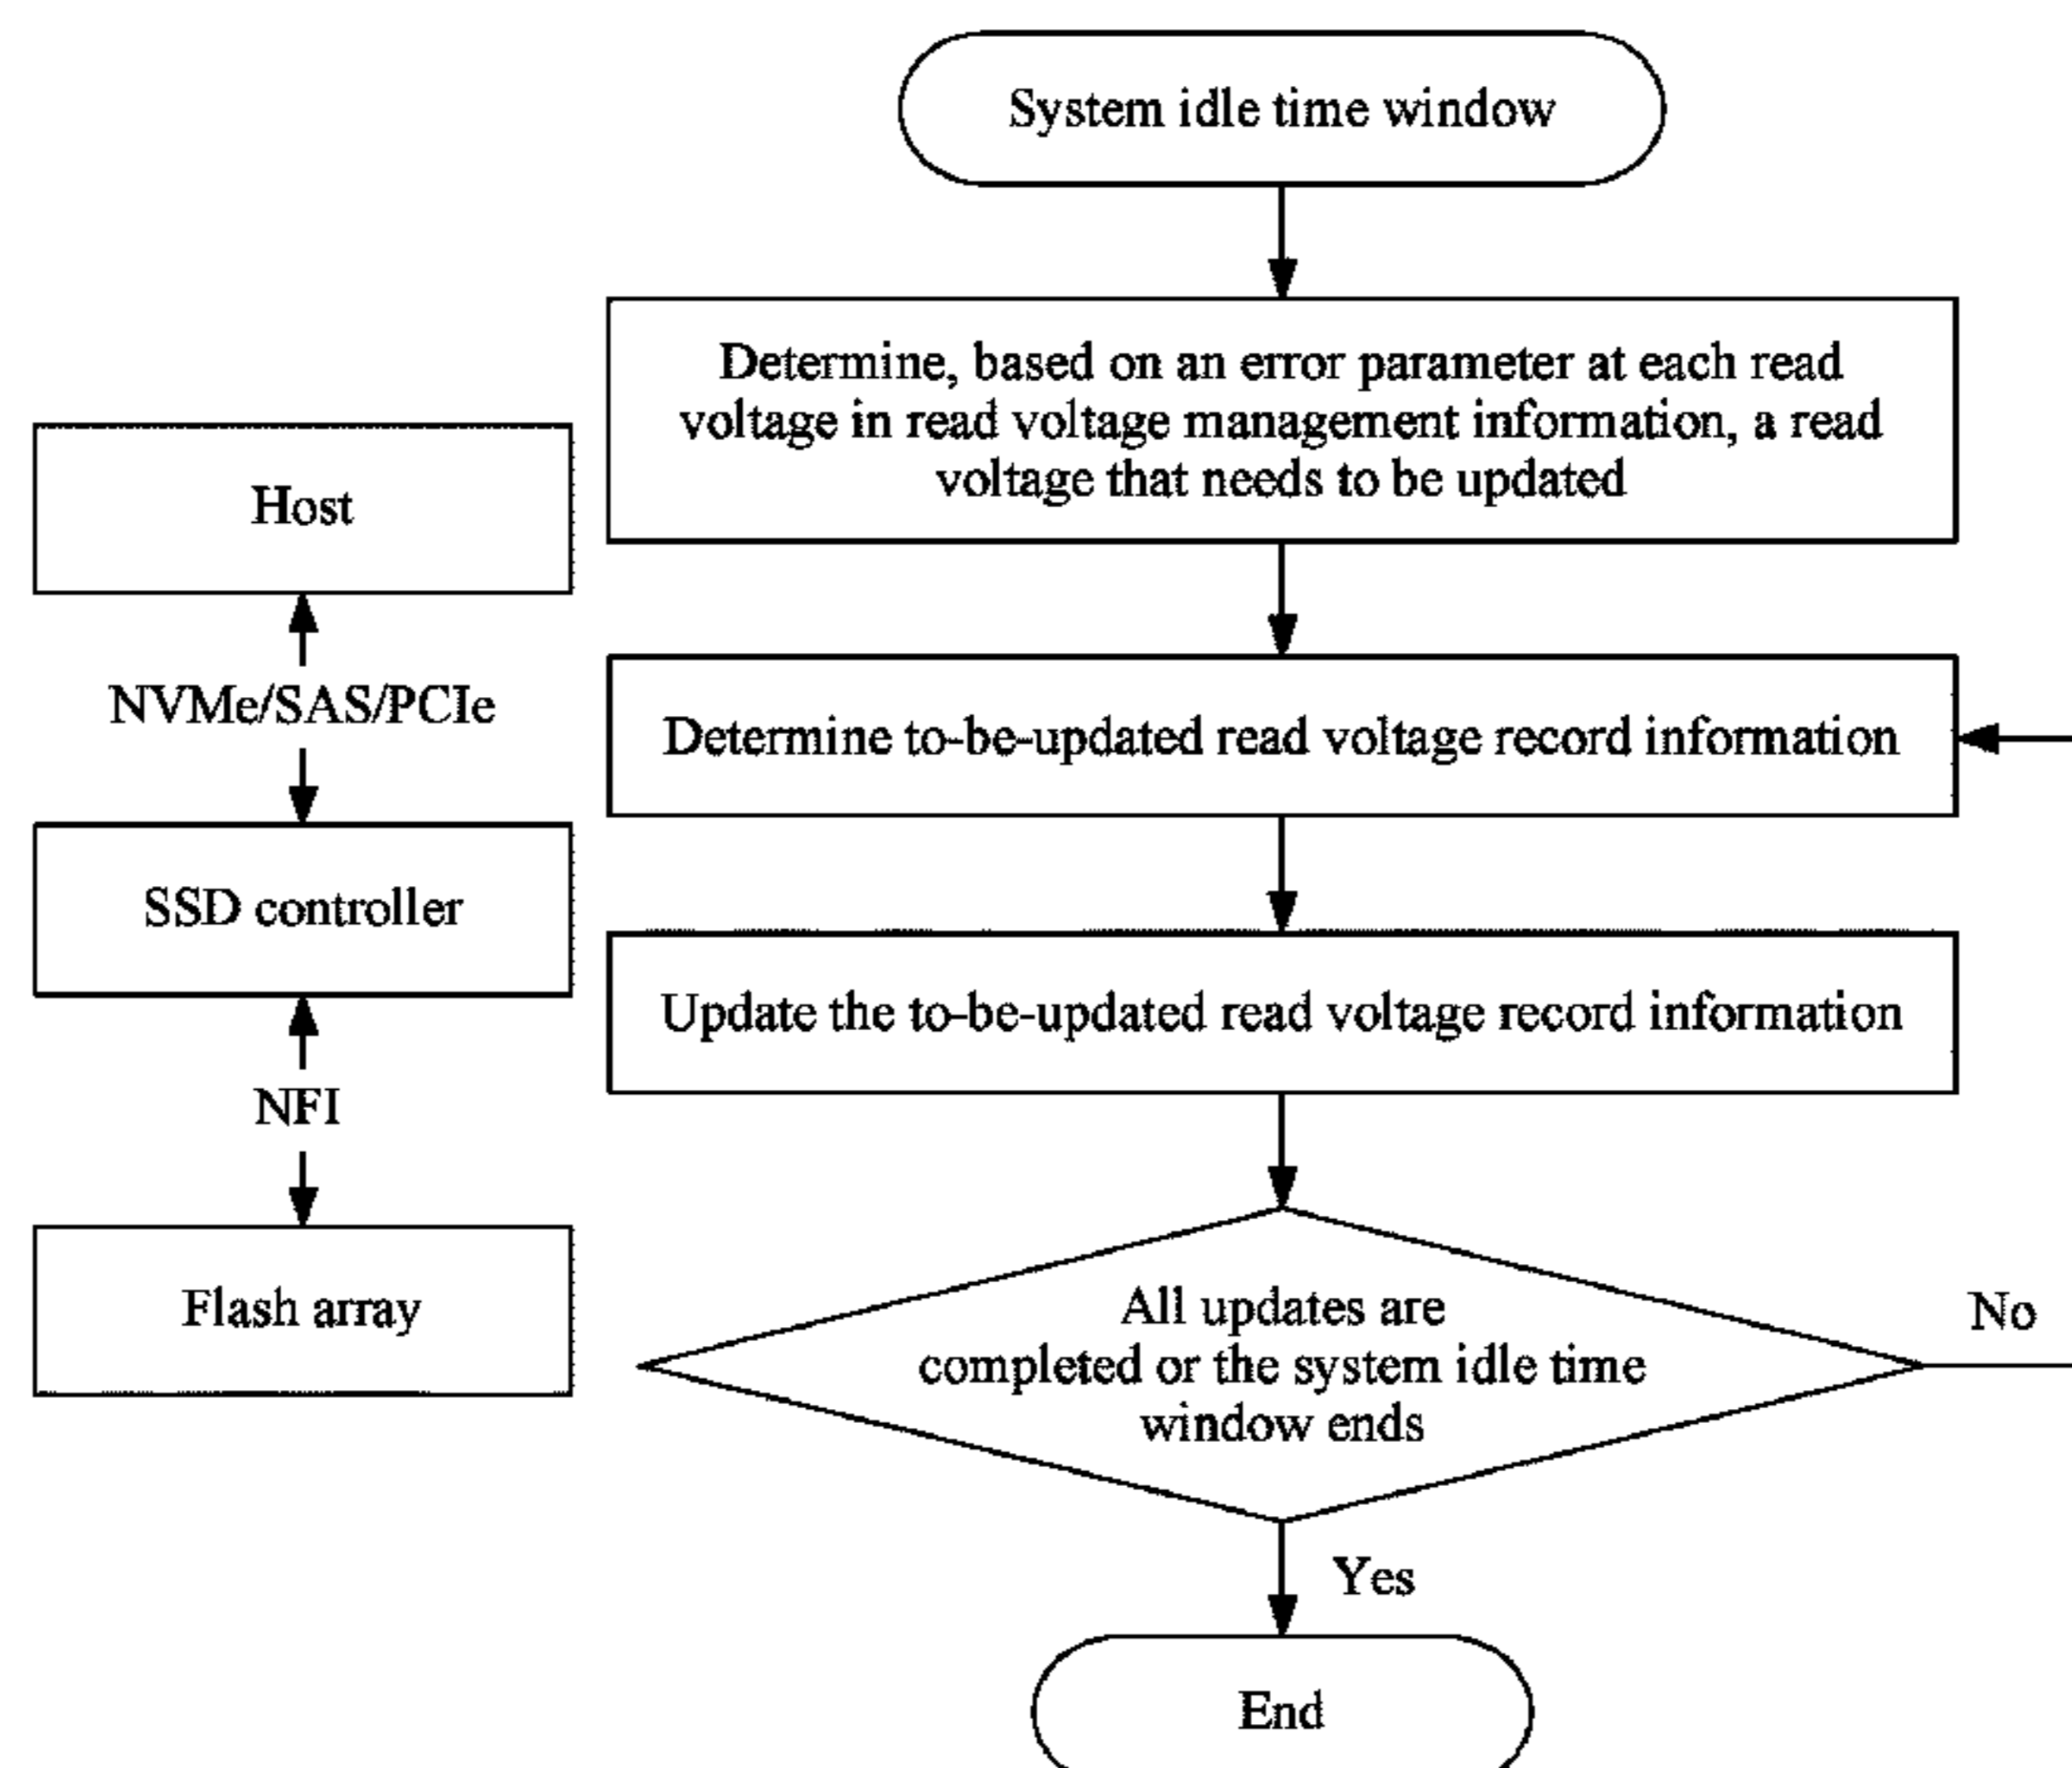 System idle time window
Determine, based on an error parameter at each read
voltage in read voltage management information, a read
voltage that needs to be updated
Host
NVMe/SAS/PCIe
Determine to-be-updated read voltage record information
SSD controller
Update the to-be-updated read voltage record information
NFI
Flash array
All updates are
completed or the system idle time
window ends
No
Yes
End